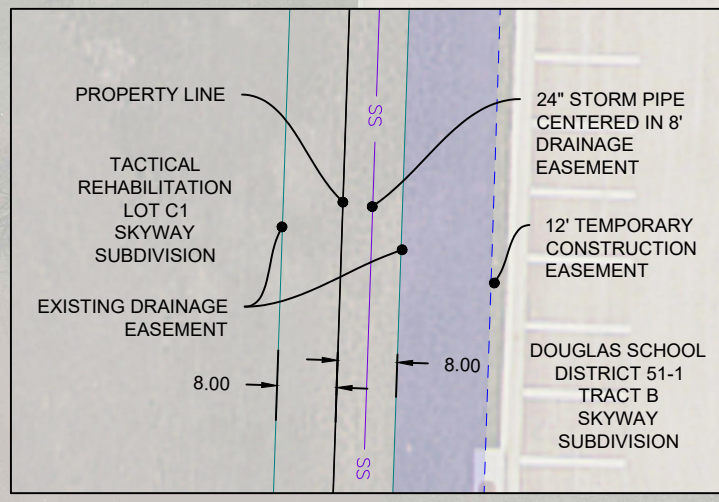 PROPERTY LINE
TACTICAL
REHABILITATION
LOT C1
SKYWAY
SUBDIVISION
EXISTING DRAINAGE
EASEMENT
8.00
SS
SS
8.00
24" STORM PIPE
CENTERED IN 8'
DRAINAGE
EASEMENT
12' TEMPORARY
CONSTRUCTION
EASEMENT
DOUGLAS SCHOOL
DISTRICT 51-1
TRACT B
SKYWAY
SUBDIVISION